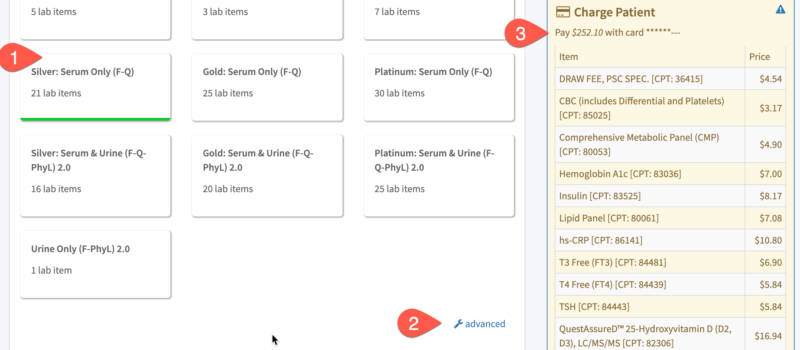 5 lab items
3 lab items
7 lab items
1
Silver: Serum Only (F-Q)
21 lab items
Gold: Serum Only (F-Q)
25 lab items
Platinum: Serum Only (F-Q)
30 lab items
Silver: Serum & Urine (F-Q-
PhyL) 2.0
16 lab items
Gold: Serum & Urine (F-Q-
PhyL) 2.0
20 lab items
Platinum: Serum & Urine (F-
Q-PhyL) 2.0
25 lab items
Urine Only (F-PhyL) 2.0
1 lab item
2
advanced
Charge Patient
3
Pay $252.10 with card ******---
Item Price
DRAW FEE, PSC SPEC. [CPT: 36415] $4.54
CBC (includes Differential and Platelets)
[CPT: 85025] $3.17
Comprehensive Metabolic Panel (CMP)
[CPT: 80053] $4.90
Hemoglobin A1c [CPT: 83036] $7.00
Insulin [CPT: 83525] $8.17
Lipid Panel [CPT: 80061] $7.08
hs-CRP [CPT: 86141] $10.80
T3 Free (FT3) [CPT: 84481] $6.90
T4 Free (FT4) [CPT: 84439] $5.84
TSH [CPT: 84443] $5.84
QuestAssureD™ 25-Hydroxyvitamin D (D2,
D3), LC/MS/MS [CPT: 82306] $16.94